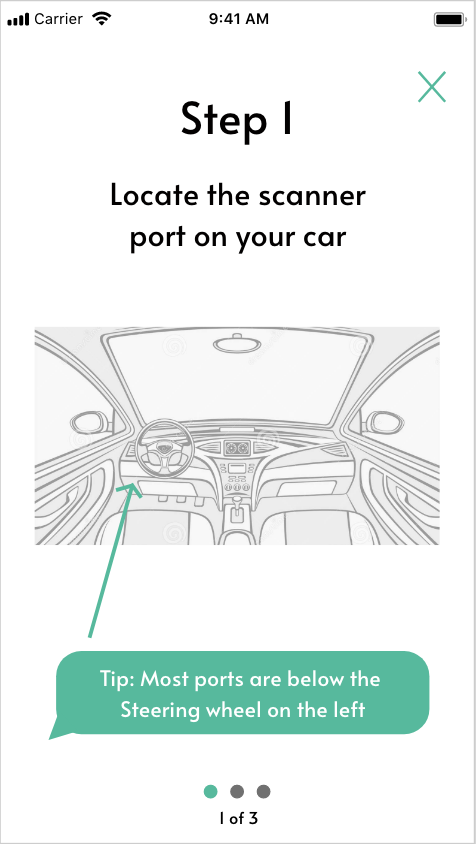 Carrier 9:41 AM
Step 1
Locate the scanner
port on your car
Tip: Most ports are below the
Steering wheel on the left
1 of 3